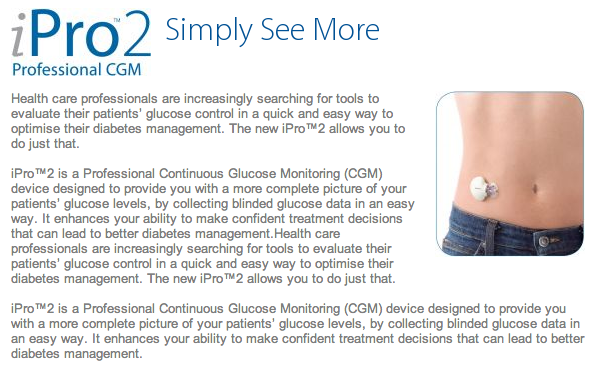 iPro™2 Simply See More
Professional CGM
Health care professionals are increasingly searching for tools to
evaluate their patients' glucose control in a quick and easy way to
optimise their diabetes management. The new iPro™2 allows you to
do just that.
iPro™2 is a Professional Continuous Glucose Monitoring (CGM)
device designed to provide you with a more complete picture of your
patients' glucose levels, by collecting blinded glucose data in an easy
way. It enhances your ability to make confident treatment decisions
that can lead to better diabetes management.Health care
professionals are increasingly searching for tools to evaluate their
patients' glucose control in a quick and easy way to optimise their
diabetes management. The new iPro™2 allows you to do just that.
iPro™2 is a Professional Continuous Glucose Monitoring (CGM) device designed to provide you
with a more complete picture of your patients' glucose levels, by collecting blinded glucose data in
an easy way. It enhances your ability to make confident treatment decisions that can lead to better
diabetes management.